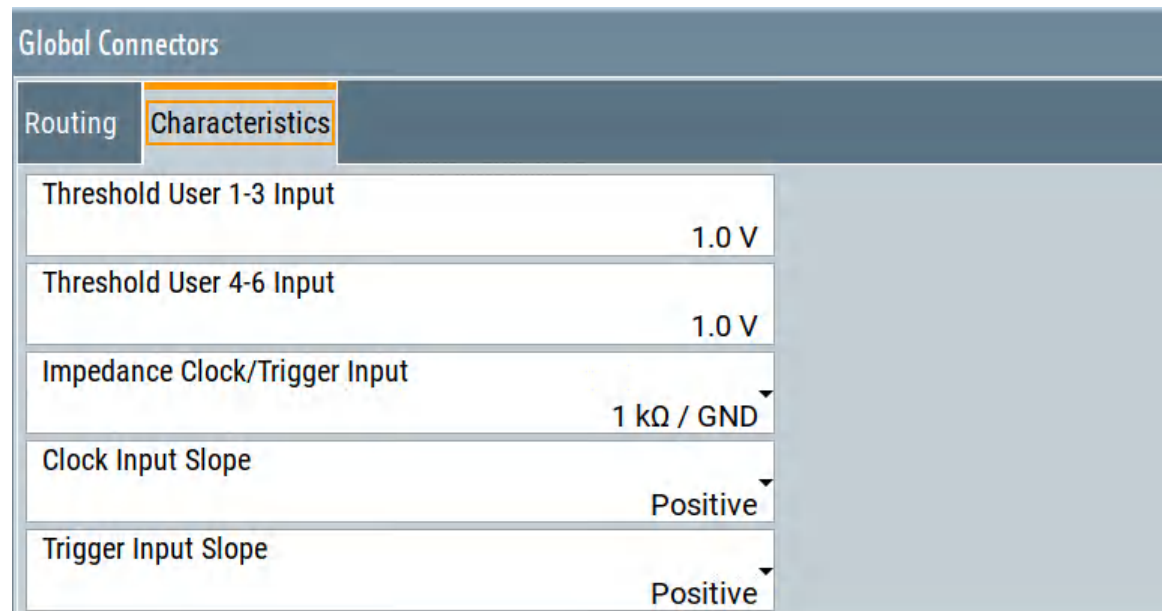 Global Connectors
Routing Characteristics
Threshold User 1-3 Input
1.0 V
Threshold User 4-6 Input
1.0 V
Impedance Clock/Trigger Input
1 kΩ / GND
Clock Input Slope
Positive
Trigger Input Slope
Positive